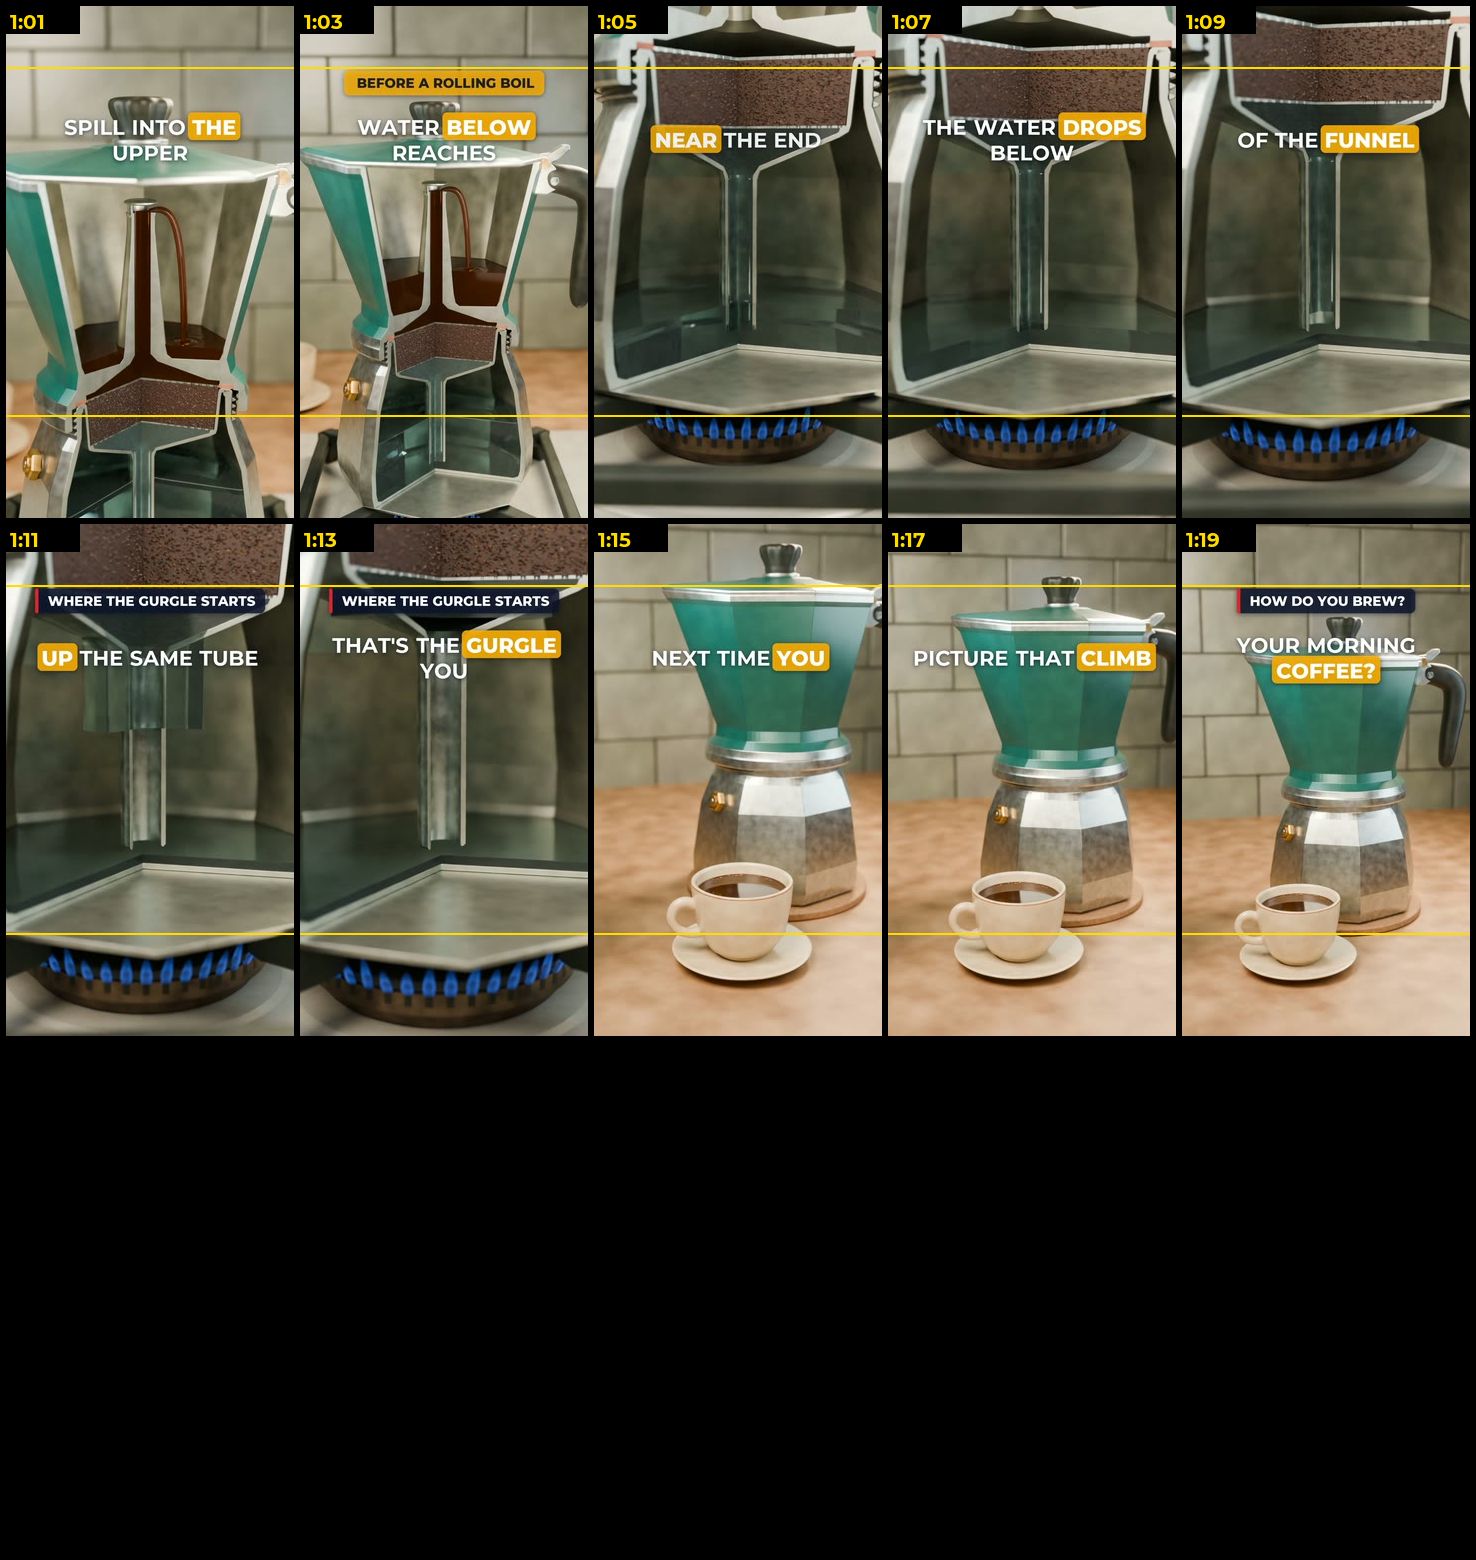 1:01
SPILL INTO THE
UPPER
1:03
BEFORE A ROLLING BOIL
WATER BELOW
REACHES
1:05
NEAR THE END
1:07
THE WATER DROPS
BELOW
1:09
OF THE FUNNEL
1:11
WHERE THE GURGLE STARTS
UP THE SAME TUBE
1:13
WHERE THE GURGLE STARTS
THAT'S THE GURGLE
YOU
1:15
NEXT TIME YOU
1:17
PICTURE THAT CLIMB
1:19
HOW DO YOU BREW?
YOUR MORNING
COFFEE?